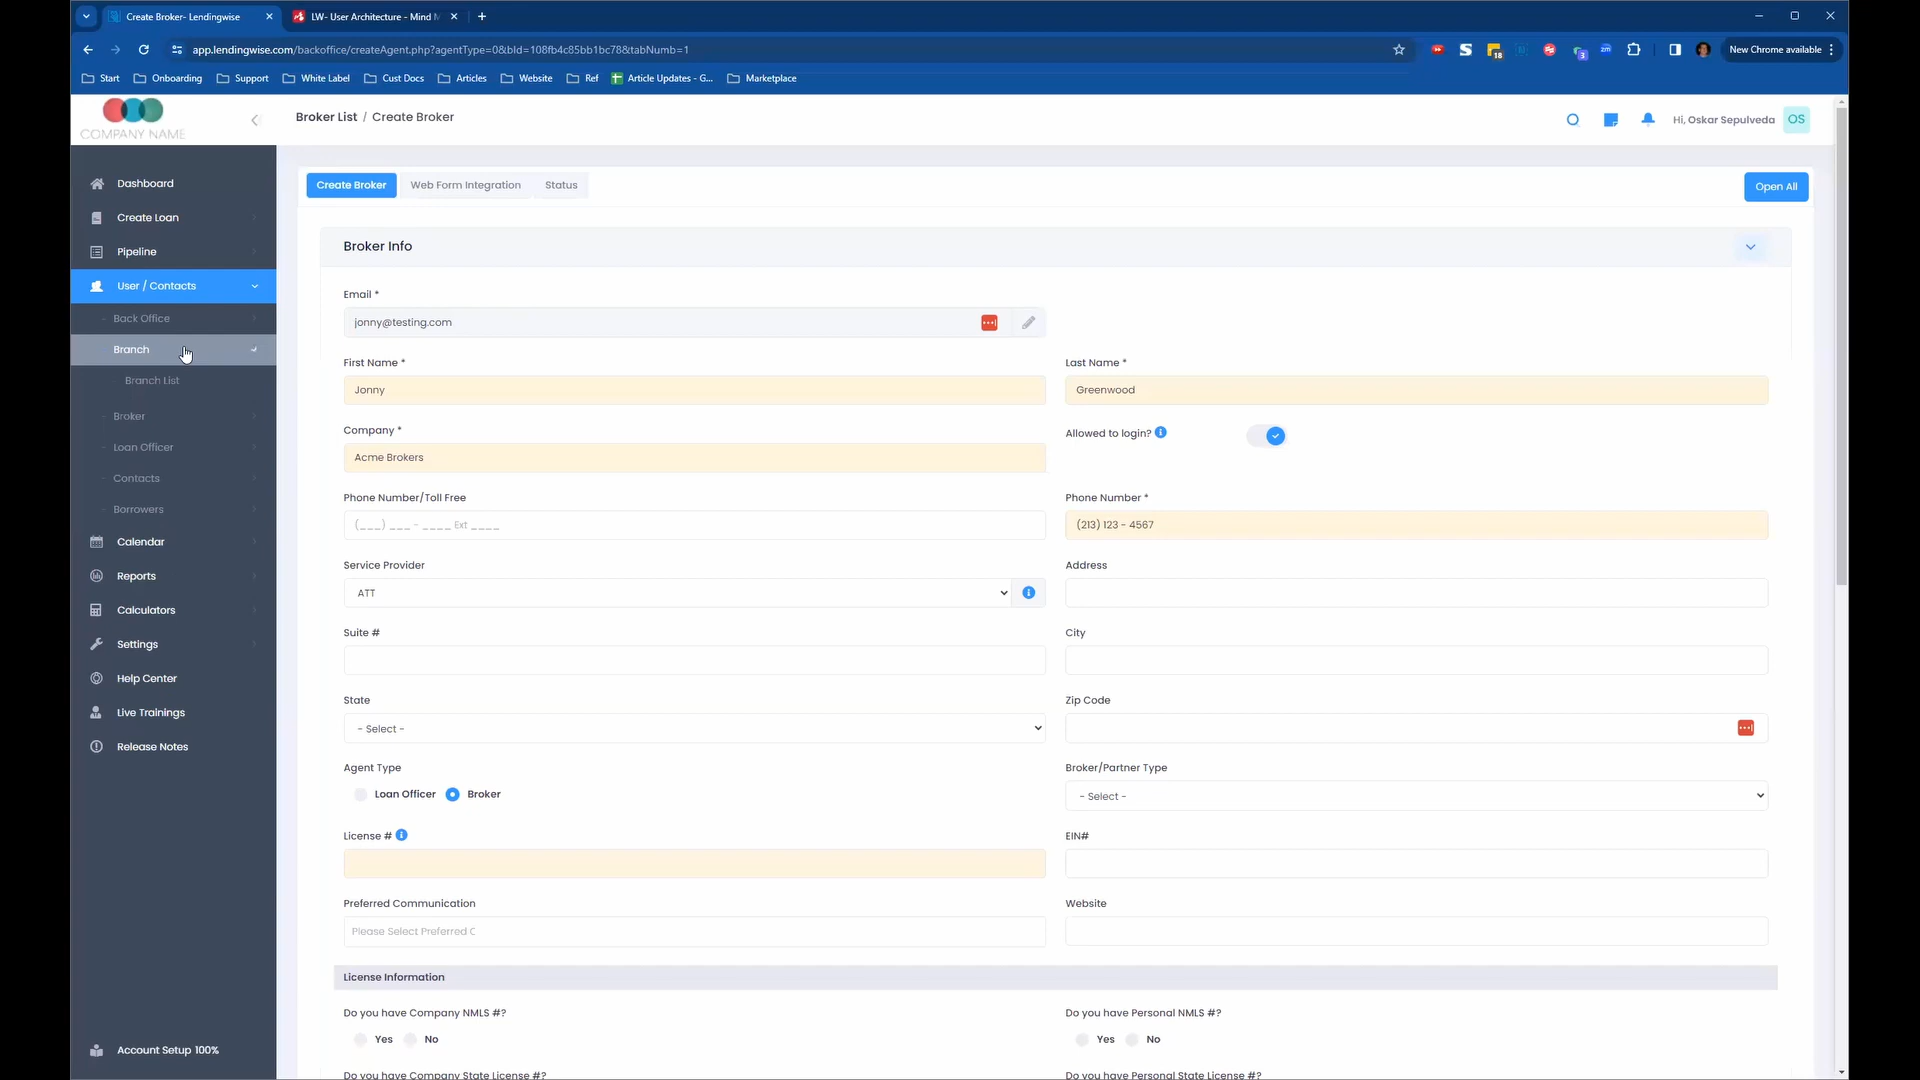 Create Broker- Lendingwise
LW- User Architecture - Mind M
app.lendingwise.com/backoffice/createAgent.php?agentType=0&bId=108fb4c85bb1bc78&tabNumb=1
18
3
New Chrome available
Start
Onboarding
Support
White Label
Cust Docs
Articles
Website
Ref
Article Updates - G...
Marketplace
COMPANY NAME
Broker List / Create Broker
Hi, Oskar Sepulveda
OS
Dashboard
Create Loan
Pipeline
User / Contacts
Back Office
Branch
Branch List
Broker
Loan Officer
Contacts
Borrowers
Calendar
Reports
Calculators
Settings
Help Center
Live Trainings
Release Notes
Account Setup 100%
Create Broker
Web Form Integration
Status
Open All
Broker Info
Email *
jonny@testing.com
First Name *
Last Name *
Jonny
Greenwood
Company *
Allowed to login?
Acme Brokers
Phone Number/Toll Free
Phone Number *
(___) ___ - ____ Ext ____
(213) 123 - 4567
Service Provider
Address
ATT
Suite #
City
State
Zip Code
- Select -
Agent Type
Broker/Partner Type
Loan Officer
Broker
- Select -
License #
EIN#
Preferred Communication
Website
Please Select Preferred C
License Information
Do you have Company NMLS #?
Do you have Personal NMLS #?
Yes
No
Yes
No
Do you have Company State License #?
Do you have Personal State License #?